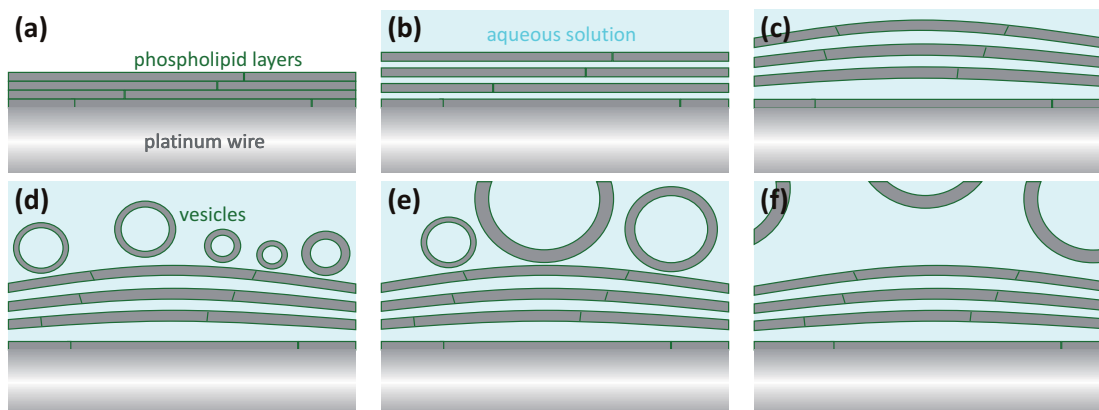 (a)
phospholipid layers
platinum wire
(b)
aqueous solution
(c)
(d)
vesicles
(e)
(f)